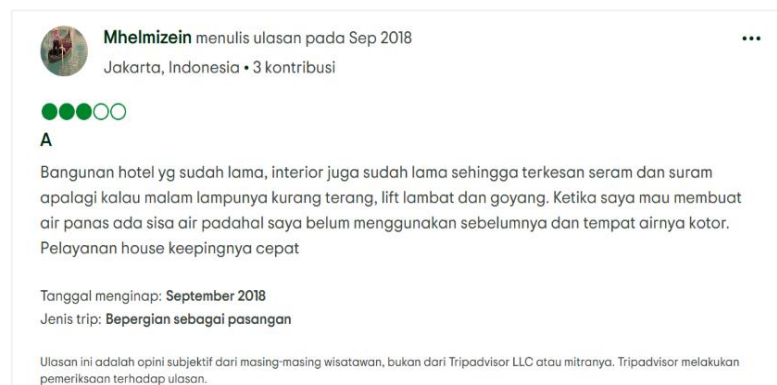 Mhelmizein menulis ulasan pada Sep 2018
Jakarta, Indonesia • 3 kontribusi
A
Bangunan hotel yg sudah lama, interior juga sudah lama sehingga terkesan seram dan suram
apalagi kalau malam lampunya kurang terang, lift lambat dan goyang. Ketika saya mau membuat
air panas ada sisa air padahal saya belum menggunakan sebelumnya dan tempat airnya kotor.
Pelayanan house keepingnya cepat
Tanggal menginap: September 2018
Jenis trip: Bepergian sebagai pasangan
Ulasan ini adalah opini subjektif dari masing-masing wisatawan, bukan dari Tripadvisor LLC atau mitranya. Tripadvisor melakukan
pemeriksaan terhadap ulasan.